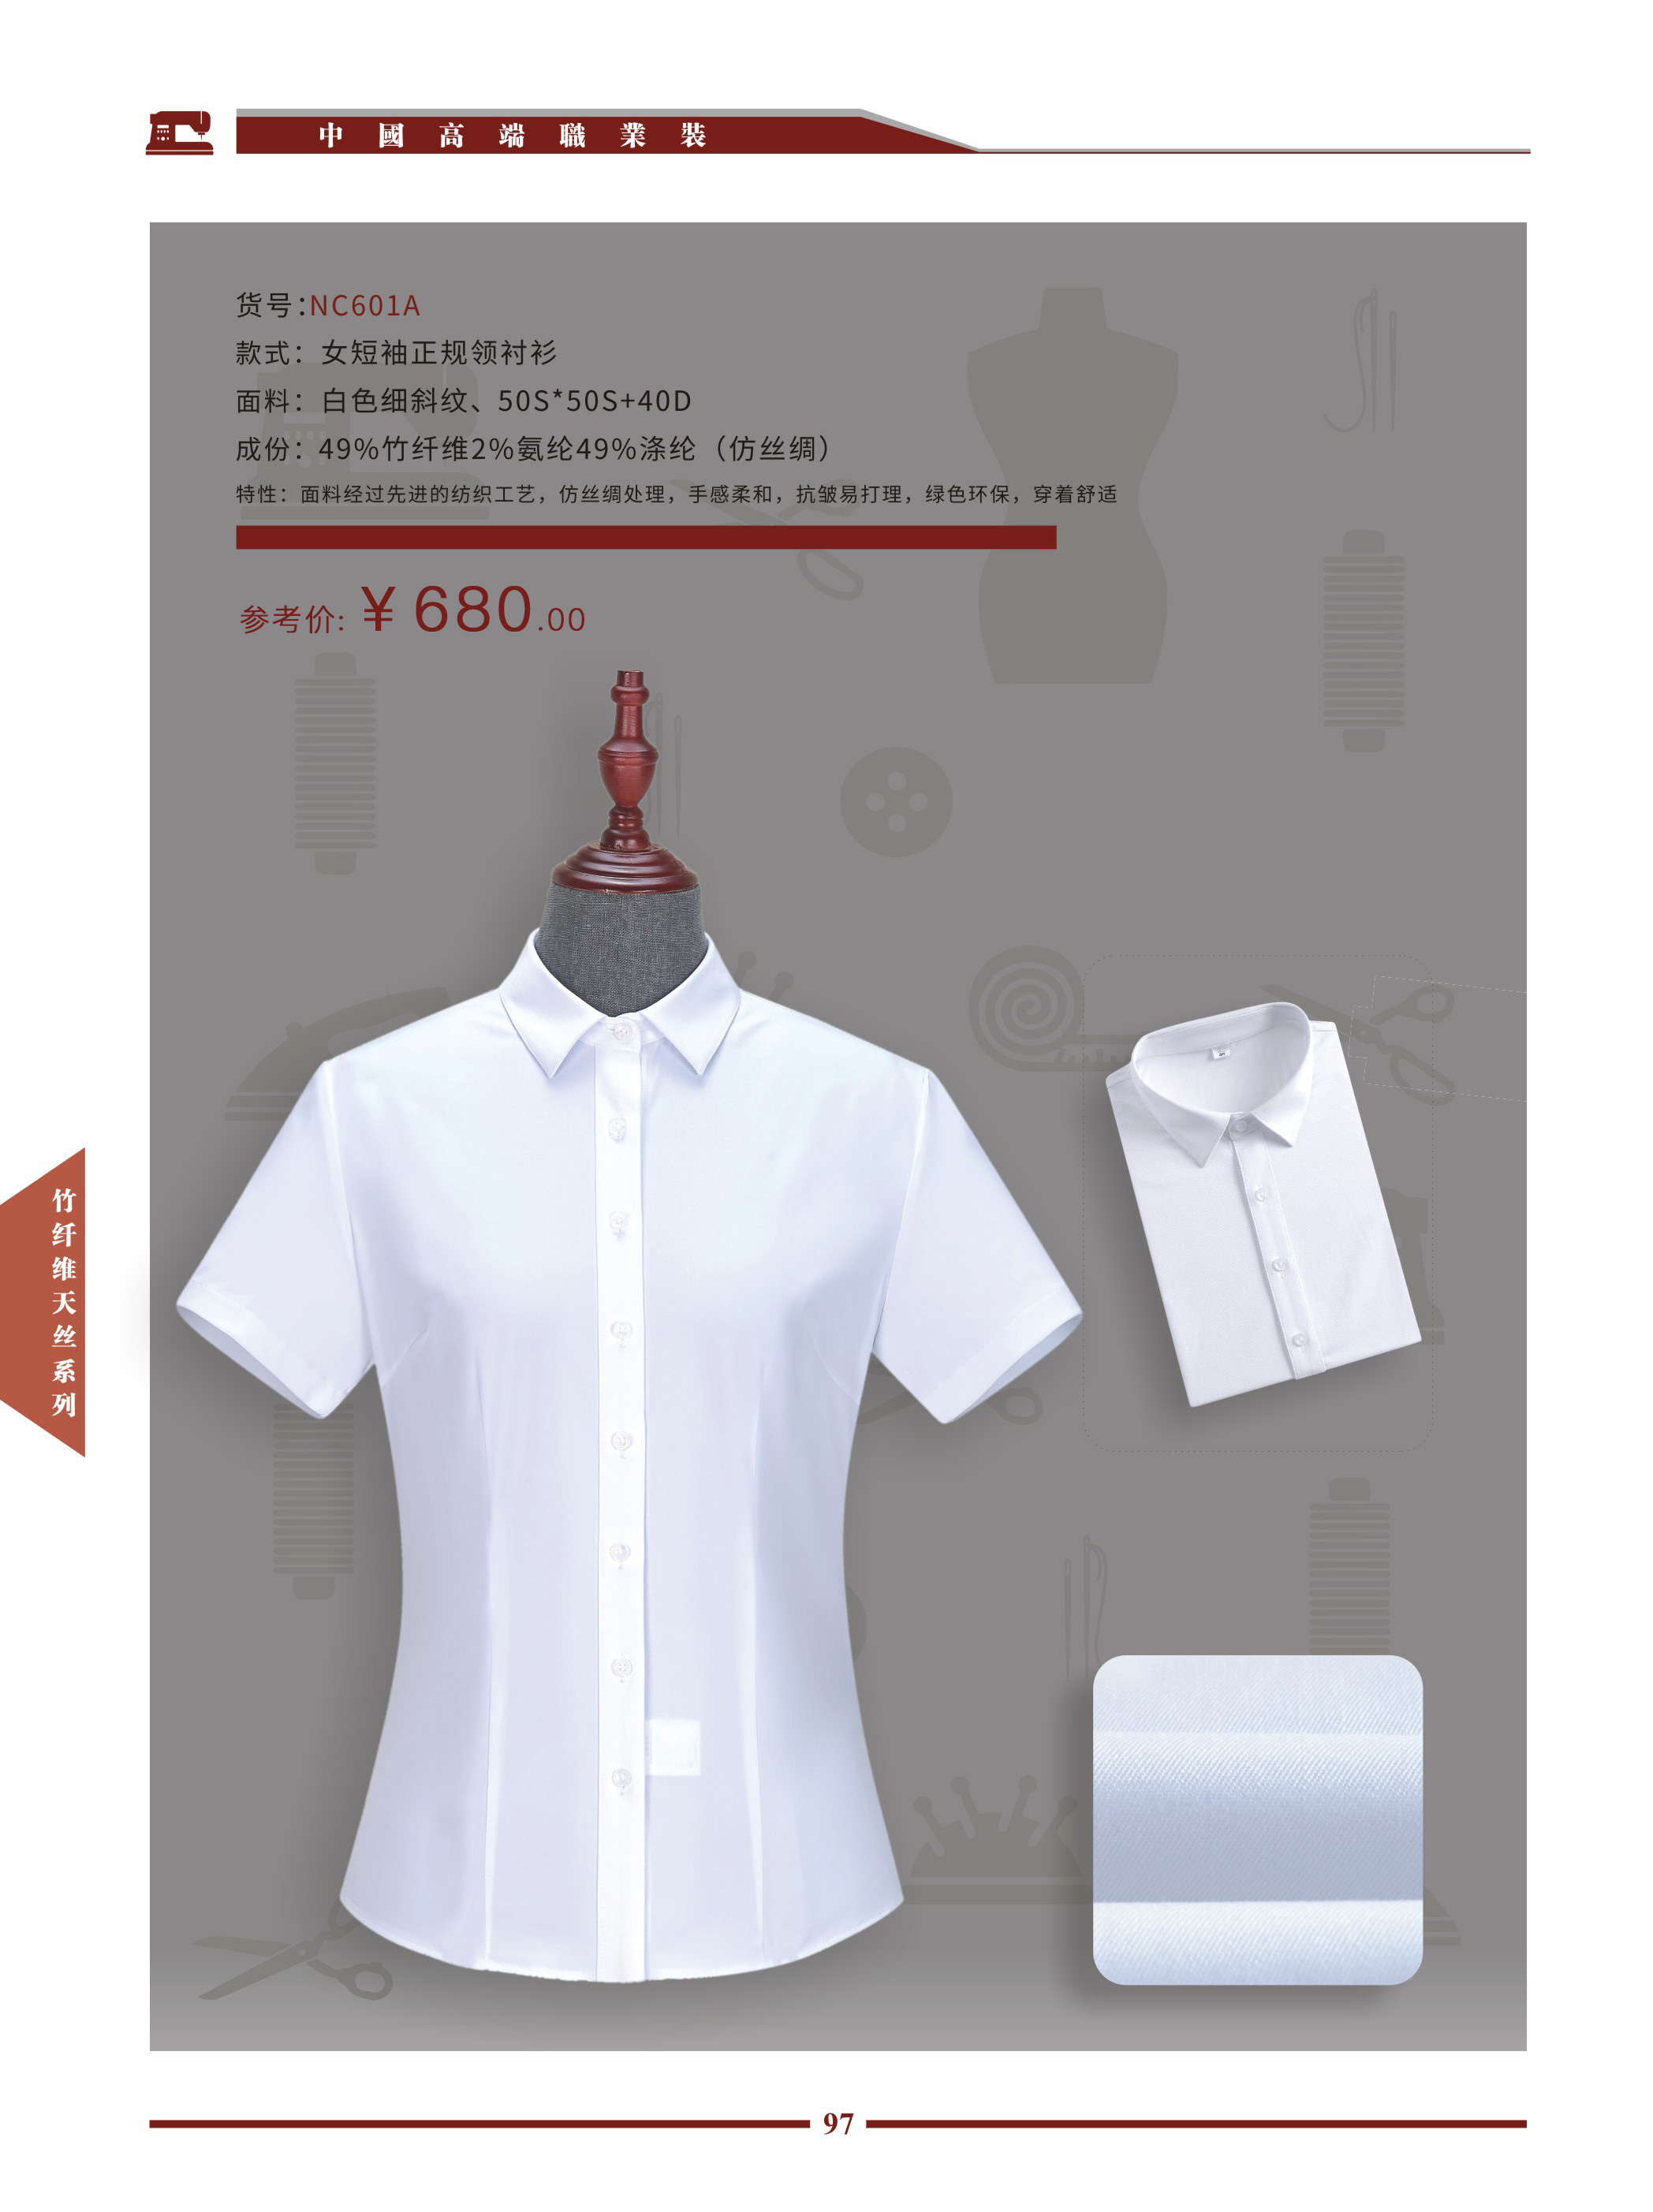 中國高端職業裝
货号：NC601A
款式：女短袖正规领衬衫
面料：白色细斜纹、50S*50S+40D
成份：49%竹纤维2%氨纶49%涤纶（仿丝绸）
特性：面料经过先进的纺织工艺，仿丝绸处理，手感柔和，抗皱易打理，绿色环保，穿着舒适
参考价: ¥ 680.00
竹纤维天丝系列
97